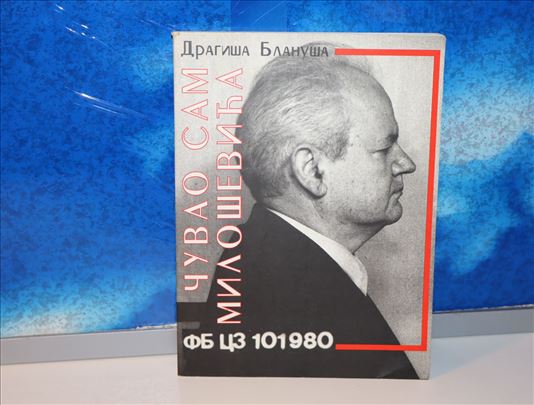 Драгиша Блануша
ЧУВАО САМ
МИЛОШЕВИЋА
ФБ ЦЗ 101980